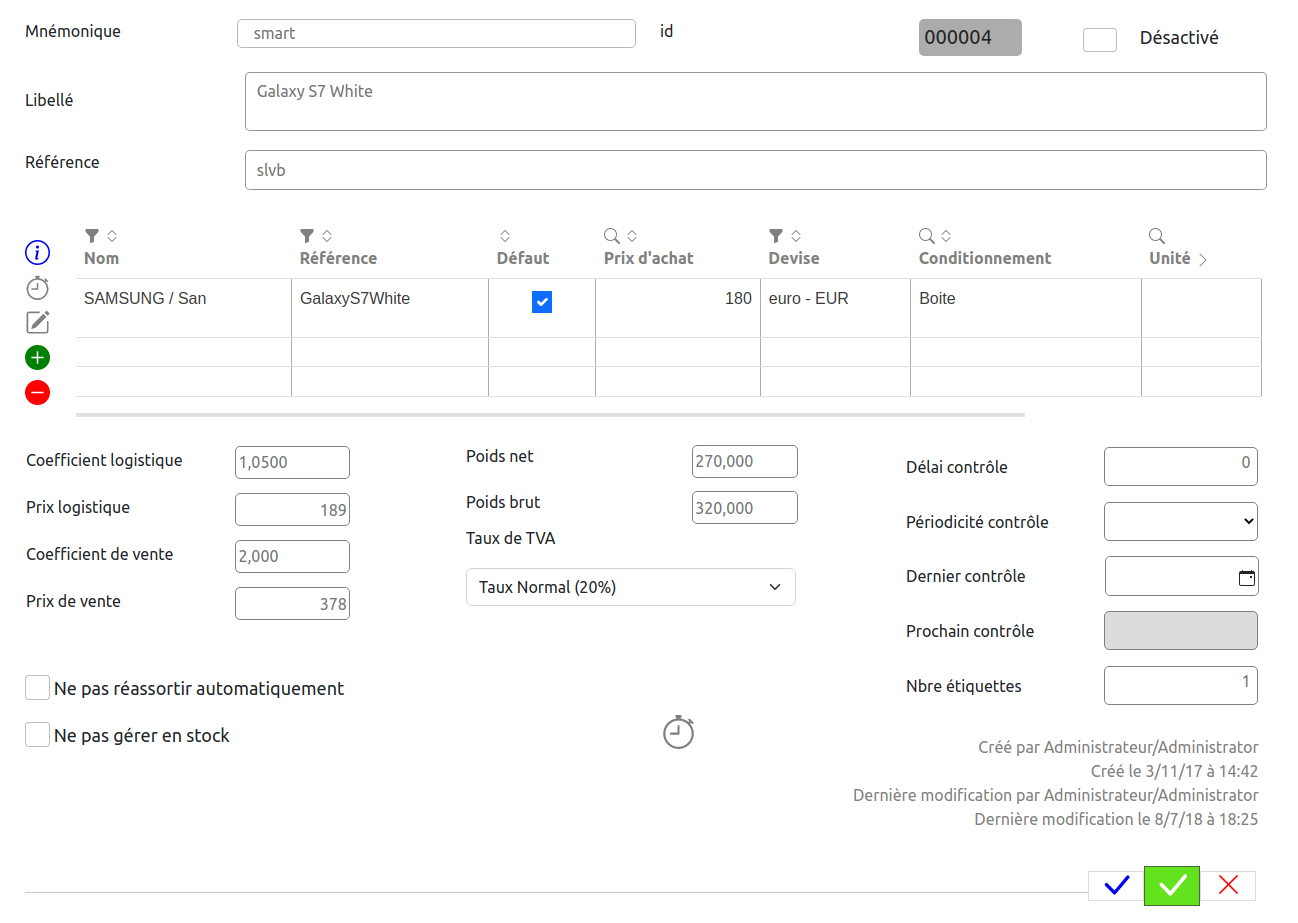 Mnémonique smart id 000004 Désactivé
Libellé Galaxy S7 White
Référence slvb
Nom Référence Défaut Prix d'achat Devise Conditionnement Unité
SAMSUNG / San GalaxyS7White 180 euro - EUR Boite
Coefficient logistique 1,0500
Prix logistique 189
Coefficient de vente 2,000
Prix de vente 378
Poids net 270,000
Poids brut 320,000
Taux de TVA
Taux Normal (20%)
Délai contrôle 0
Périodicité contrôle
Dernier contrôle
Prochain contrôle
Nbre étiquettes 1
Ne pas réassortir automatiquement
Ne pas gérer en stock
Créé par Administrateur/Administrator
Créé le 3/11/17 à 14:42
Dernière modification par Administrateur/Administrator
Dernière modification le 8/7/18 à 18:25